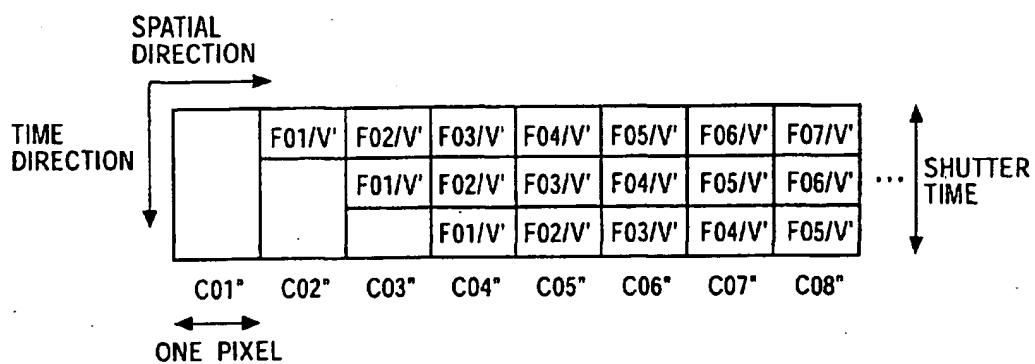 SPATIAL
DIRECTION
TIME
DIRECTION
F01/V' F02/V' F03/V' F04/V' F05/V' F06/V' F07/V'
F01/V' F02/V' F03/V' F04/V' F05/V' F06/V'
F01/V' F02/V' F03/V' F04/V' F05/V'
... SHUTTER
TIME
C01" C02" C03" C04" C05" C06" C07" C08"
ONE PIXEL